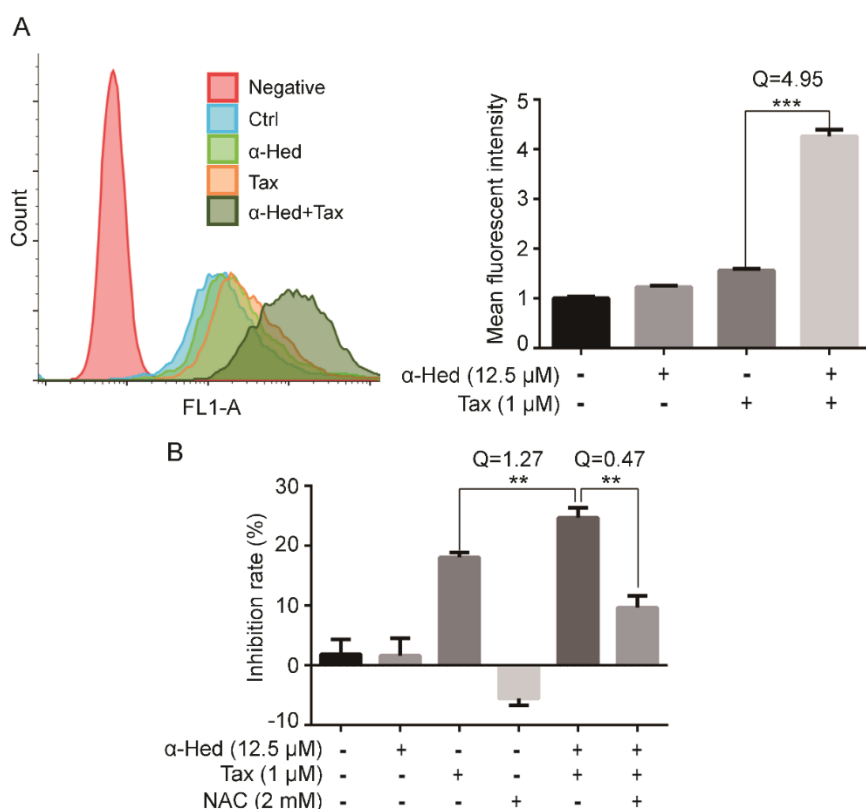 A
Negative
Ctrl
α-Hed
Tax
α-Hed+Tax
Count
FL1-A
Q=4.95
***
Mean fluorescent intensity
5
4
3
2
1
0
α-Hed (12.5 µM) - + - +
Tax (1 µM) - - + +
B
Q=1.27 Q=0.47
** **
Inhibition rate (%)
30
20
10
0
-10
α-Hed (12.5 µM) - + - - + +
Tax (1 µM) - - + - + +
NAC (2 mM) - - - + - +